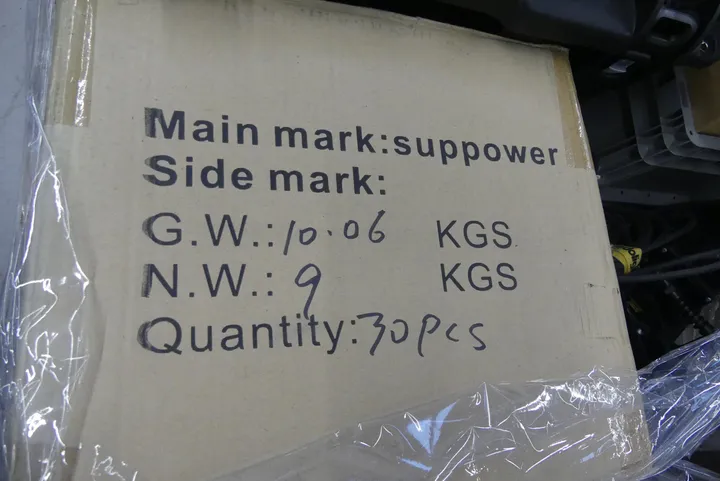 Main mark:suppower
Side mark:
G.W.:10.06 KGS
N.W.: 9 KGS
Quantity:30pcs